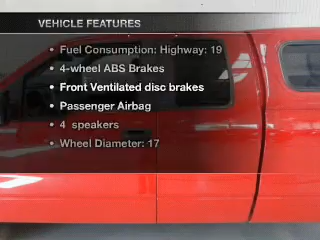 VEHICLE FEATURES
• Fuel Consumption: Highway: 19
• 4-wheel ABS Brakes
• Front Ventilated disc brakes
• Passenger Airbag
• 4 speakers
• Wheel Diameter: 17